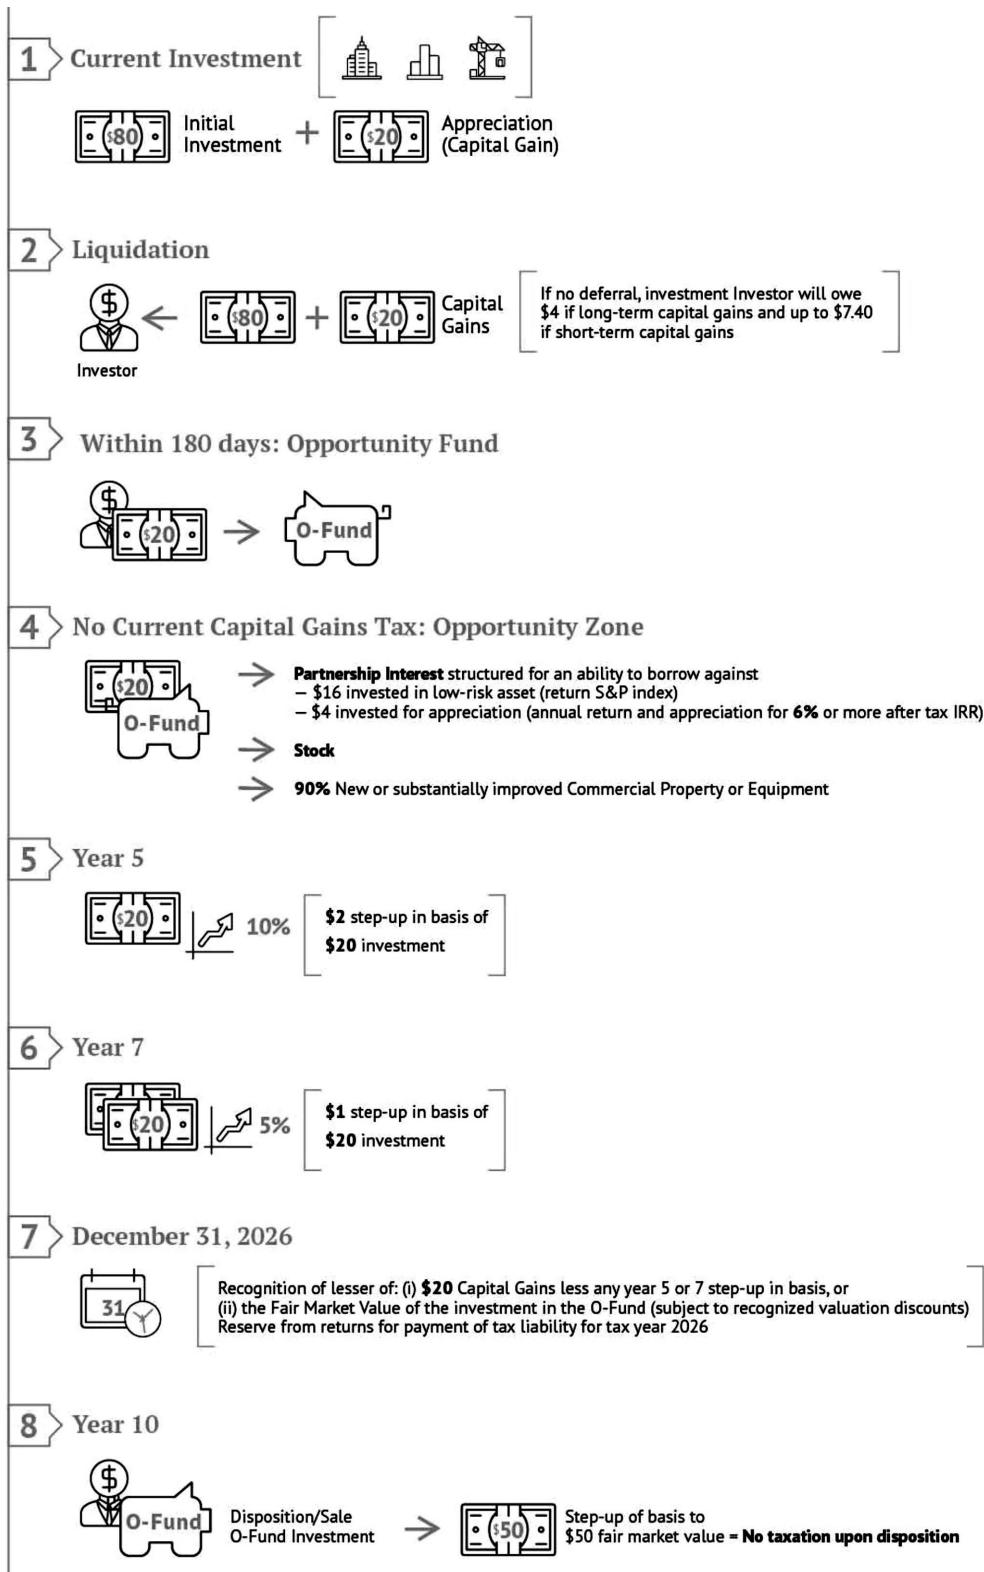 1 Current Investment
$80 Initial Investment + $20 Appreciation (Capital Gain)
2 Liquidation
$80 + $20 Capital Gains
Investor
If no deferral, investment Investor will owe
$4 if long-term capital gains and up to $7.40
if short-term capital gains
3 Within 180 days: Opportunity Fund
$
$20
O-Fund
4 No Current Capital Gains Tax: Opportunity Zone
$20
O-Fund
Partnership Interest structured for an ability to borrow against
– $16 invested in low-risk asset (return S&P index)
– $4 invested for appreciation (annual return and appreciation for 6% or more after tax IRR)
Stock
90% New or substantially improved Commercial Property or Equipment
5 Year 5
$20
10%
$2 step-up in basis of
$20 investment
6 Year 7
$20
5%
$1 step-up in basis of
$20 investment
7 December 31, 2026
31
Recognition of lesser of: (i) $20 Capital Gains less any year 5 or 7 step-up in basis, or
(ii) the Fair Market Value of the investment in the O-Fund (subject to recognized valuation discounts)
Reserve from returns for payment of tax liability for tax year 2026
8 Year 10
$
O-Fund
Disposition/Sale
O-Fund Investment
$50
Step-up of basis to
$50 fair market value = No taxation upon disposition